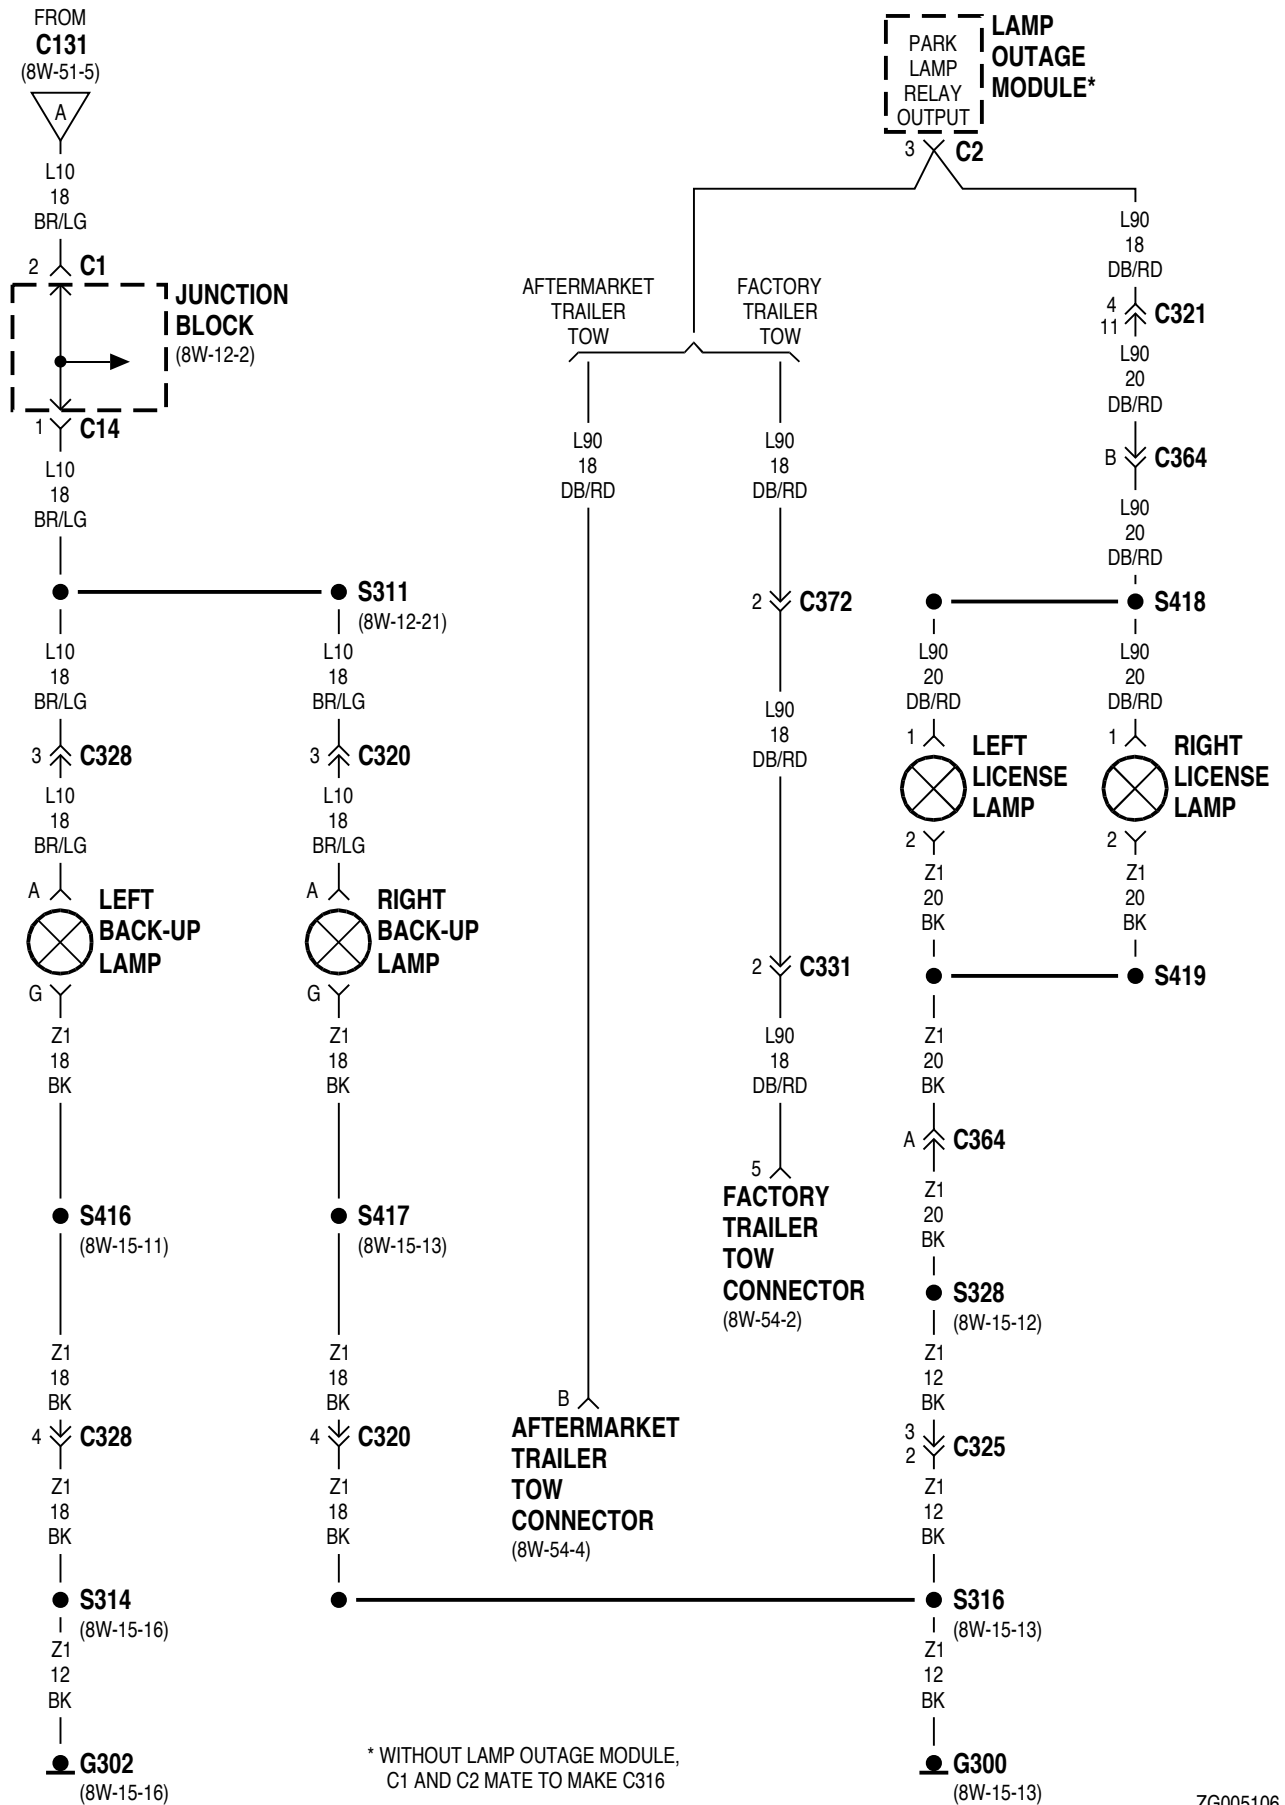 FROM
C131
(8W-51-5)
A
L10
18
BR/LG
2
C1
JUNCTION
BLOCK
(8W-12-2)
1
C14
L10
18
BR/LG
S311
(8W-12-21)
L10
18
BR/LG
3
C328
L10
18
BR/LG
A
LEFT
BACK-UP
LAMP
G
Z1
18
BK
S416
(8W-15-11)
Z1
18
BK
4
C328
Z1
18
BK
S314
(8W-15-16)
Z1
12
BK
G302
(8W-15-16)
L10
18
BR/LG
3
C320
L10
18
BR/LG
A
RIGHT
BACK-UP
LAMP
G
Z1
18
BK
S417
(8W-15-13)
Z1
18
BK
4
C320
Z1
18
BK
PARK
LAMP
RELAY
OUTPUT
LAMP
OUTAGE
MODULE*
3
C2
AFTERMARKET
TRAILER
TOW
FACTORY
TRAILER
TOW
L90
18
DB/RD
B
AFTERMARKET
TRAILER
TOW
CONNECTOR
(8W-54-4)
L90
18
DB/RD
2
C372
L90
18
DB/RD
2
C331
L90
18
DB/RD
5
FACTORY
TRAILER
TOW
CONNECTOR
(8W-54-2)
L90
18
DB/RD
4
11
C321
L90
20
DB/RD
B
C364
L90
20
DB/RD
S418
L90
20
DB/RD
1
LEFT
LICENSE
LAMP
2
Z1
20
BK
L90
20
DB/RD
1
RIGHT
LICENSE
LAMP
2
Z1
20
BK
S419
Z1
20
BK
A
C364
Z1
20
BK
S328
(8W-15-12)
Z1
12
BK
3
2
C325
Z1
12
BK
S316
(8W-15-13)
Z1
12
BK
G300
(8W-15-13)
* WITHOUT LAMP OUTAGE MODULE,
C1 AND C2 MATE TO MAKE C316
ZG005106